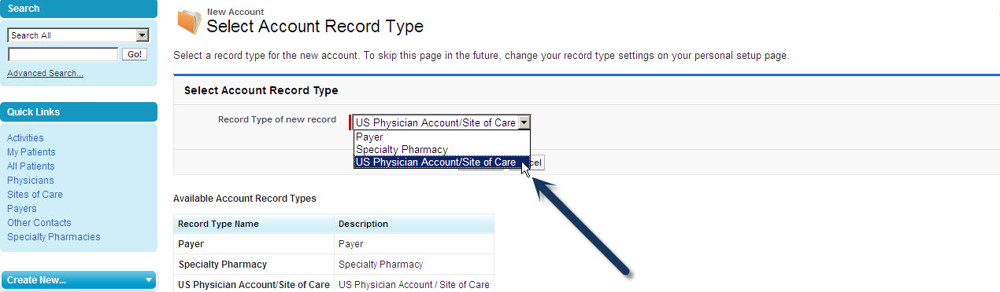 Search
Search All
Go!
Advanced Search...
Quick Links
Activities
My Patients
All Patients
Physicians
Sites of Care
Payers
Other Contacts
Specialty Pharmacies
Create New...
New Account
Select Account Record Type
Select a record type for the new account. To skip this page in the future, change your record type settings on your personal setup page.
Select Account Record Type
Record Type of new record
US Physician Account/Site of Care
Payer
Specialty Pharmacy
US Physician Account/Site of Care
Available Account Record Types
Record Type Name Description
Payer Payer
Specialty Pharmacy Specialty Pharmacy
US Physician Account/Site of Care US Physician Account / Site of Care